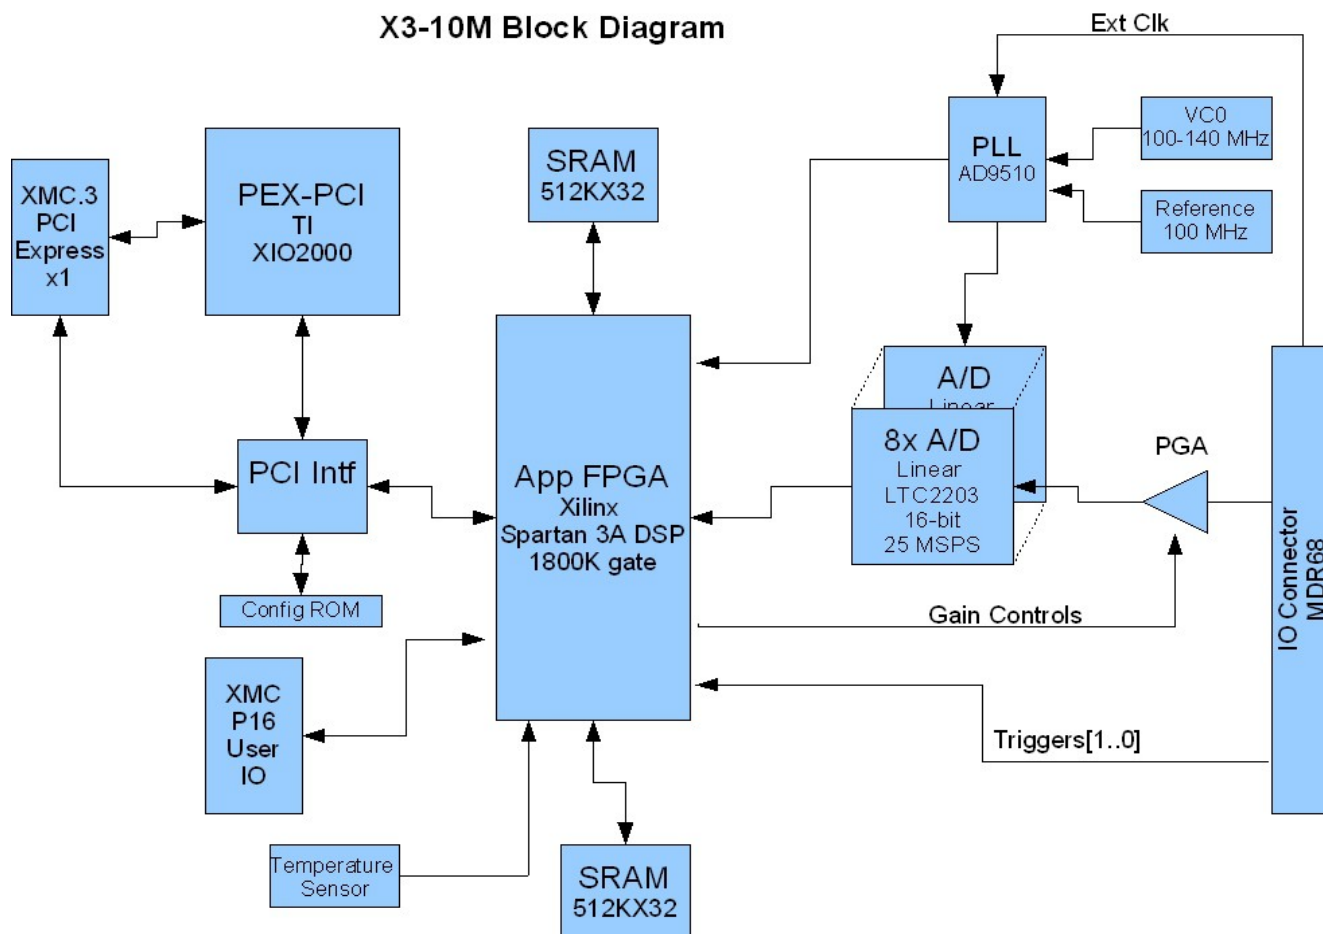 X3-10M Block Diagram
Ext Clk
XMC.3
PCI
Express
x1
PEX-PCI
TI
XIO2000
SRAM
512KX32
PLL
AD9510
VC0
100-140 MHz
Reference
100 MHz
A/D
Linear
8x A/D
Linear
LTC2203
16-bit
25 MSPS
PGA
PCI Intf
App FPGA
Xilinx
Spartan 3A DSP
1800K gate
IO Connector
MDR68
Config ROM
Gain Controls
XMC
P16
User
IO
Triggers[1..0]
Temperature
Sensor
SRAM
512KX32